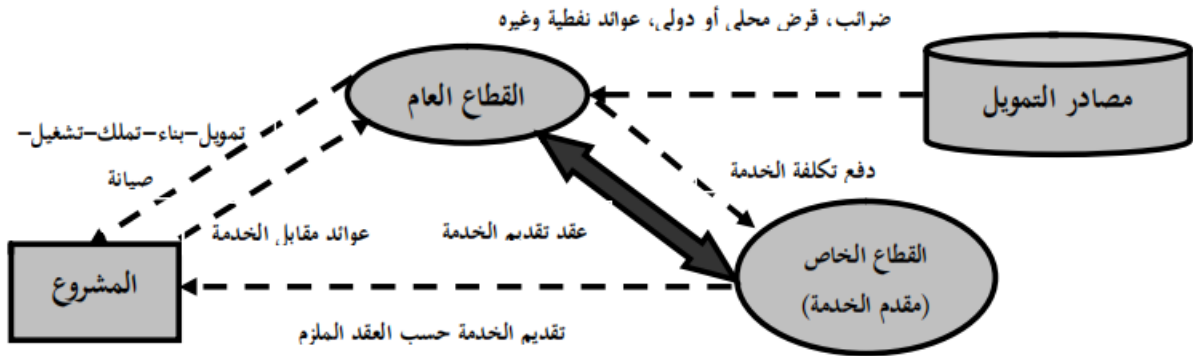 ضرائب، قرض محلي أو دولي، عوائد نفطية وغيره
مصادر التمويل
القطاع العام
تمويل–بناء–تملك–تشغيل–
صيانة
دفع تكلفة الخدمة
عوائد مقابل الخدمة
عقد تقديم الخدمة
القطاع الخاص
(مقدم الخدمة)
المشروع
تقديم الخدمة حسب العقد الملزم